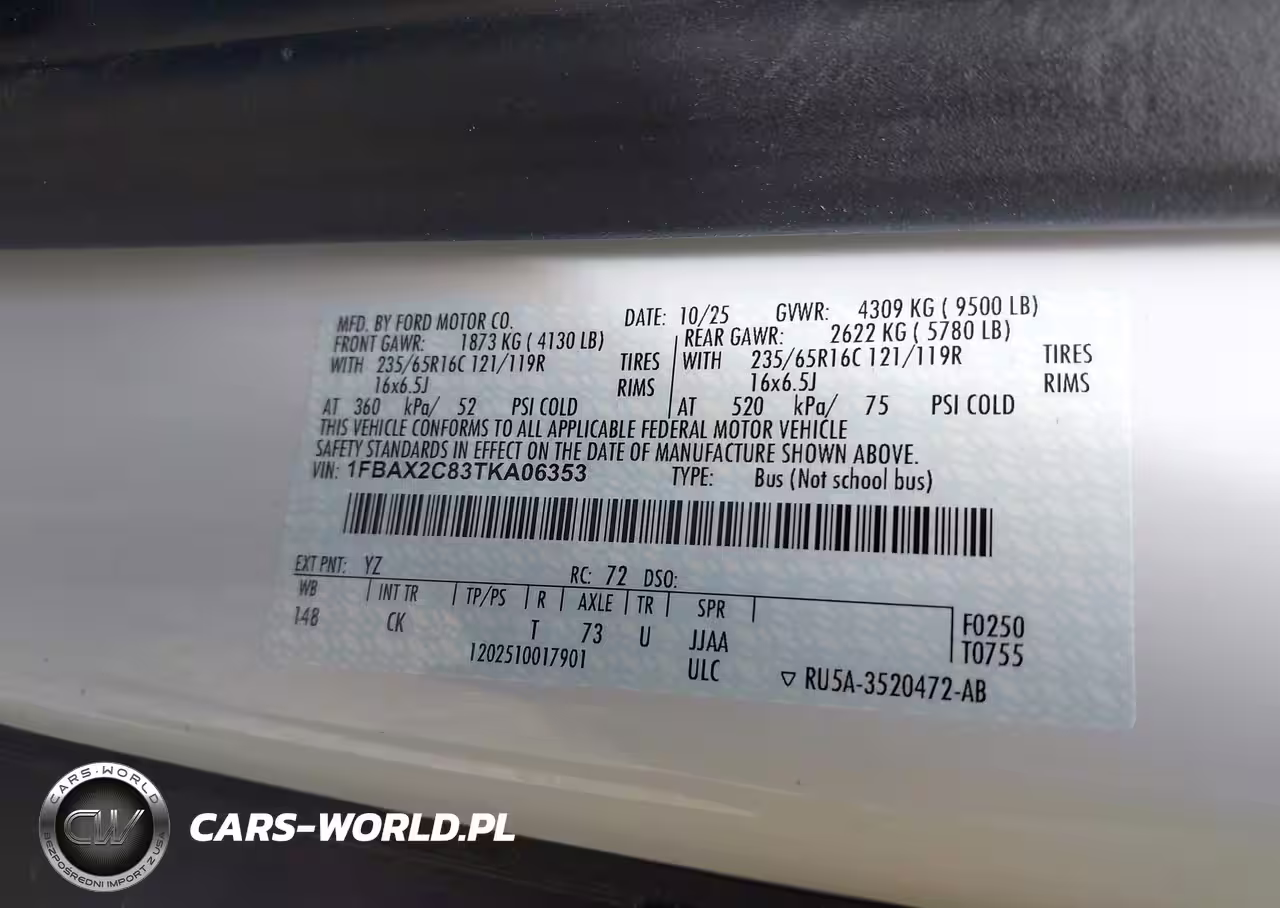 MFD. BY FORD MOTOR CO. DATE: 10/25 GVWR: 4309 KG ( 9500 LB)
FRONT GAWR: 1873 KG ( 4130 LB) REAR GAWR: 2622 KG ( 5780 LB)
WITH 235/65R16C 121/119R TIRES WITH 235/65R16C 121/119R TIRES
16x6.5J RIMS 16x6.5J RIMS
AT 360 kPa/ 52 PSI COLD AT 520 kPa/ 75 PSI COLD
THIS VEHICLE CONFORMS TO ALL APPLICABLE FEDERAL MOTOR VEHICLE
SAFETY STANDARDS IN EFFECT ON THE DATE OF MANUFACTURE SHOWN ABOVE.
VIN: 1FBAX2C83TKA06353 TYPE: Bus (Not school bus)
EXT PNT: YZ RC: 72 DSO:
WB INT TR TP/PS R AXLE TR SPR
148 CK T 73 U JJAA F0250
1202510017901 ULC T0755
▽ RU5A-3520472-AB
CARS-WORLD
CW
BEZPOŚREDNI IMPORT Z USA
CARS-WORLD.PL